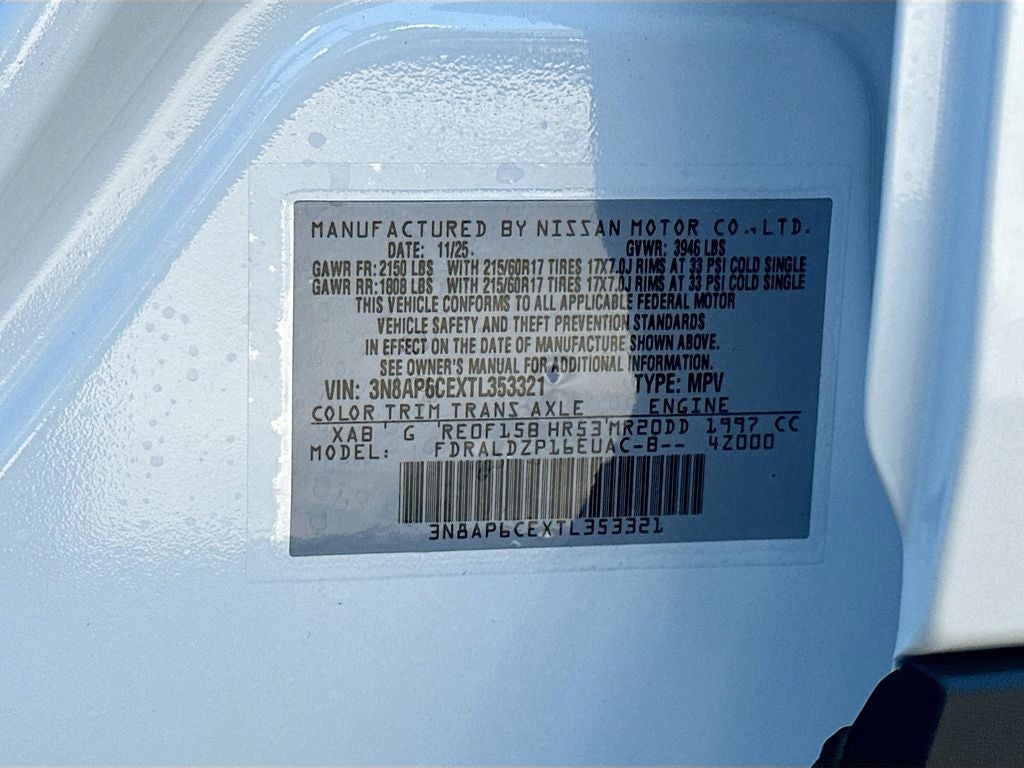 MANUFACTURED BY NISSAN MOTOR CO., LTD.
DATE: 11/25. GVWR: 3946 LBS
GAWR FR: 2150 LBS WITH 215/60R17 TIRES 17X7.0J RIMS AT 33 PSI COLD SINGLE
GAWR RR: 1808 LBS WITH 215/60R17 TIRES 17X7.0J RIMS AT 33 PSI COLD SINGLE
THIS VEHICLE CONFORMS TO ALL APPLICABLE FEDERAL MOTOR
VEHICLE SAFETY AND THEFT PREVENTION STANDARDS
IN EFFECT ON THE DATE OF MANUFACTURE SHOWN ABOVE.
SEE OWNER'S MANUAL FOR ADDITIONAL INFORMATION.
VIN: 3N8AP6CEXTL353321 TYPE: MPV
COLOR TRIM TRANS AXLE ENGINE
XAB G RE0F15B HR53 MR20DD 1997 CC
MODEL: FDRALDZP16EUAC-B-- 4Z000
3N8AP6CEXTL353321